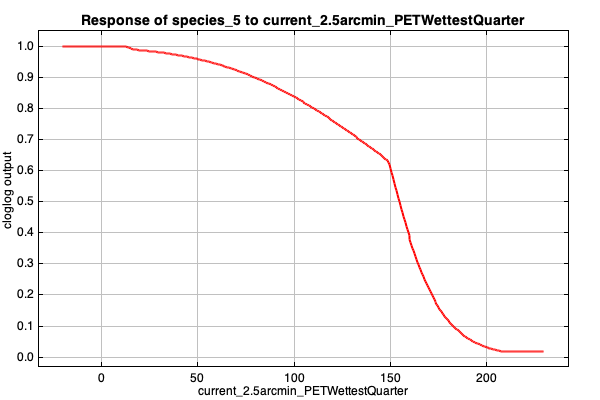 Response of species_5 to current_2.5arcmin_PETWettestQuarter
1.0
0.9
0.8
0.7
0.6
0.5
0.4
0.3
0.2
0.1
0.0
cloglog output
0 50 100 150 200
current_2.5arcmin_PETWettestQuarter